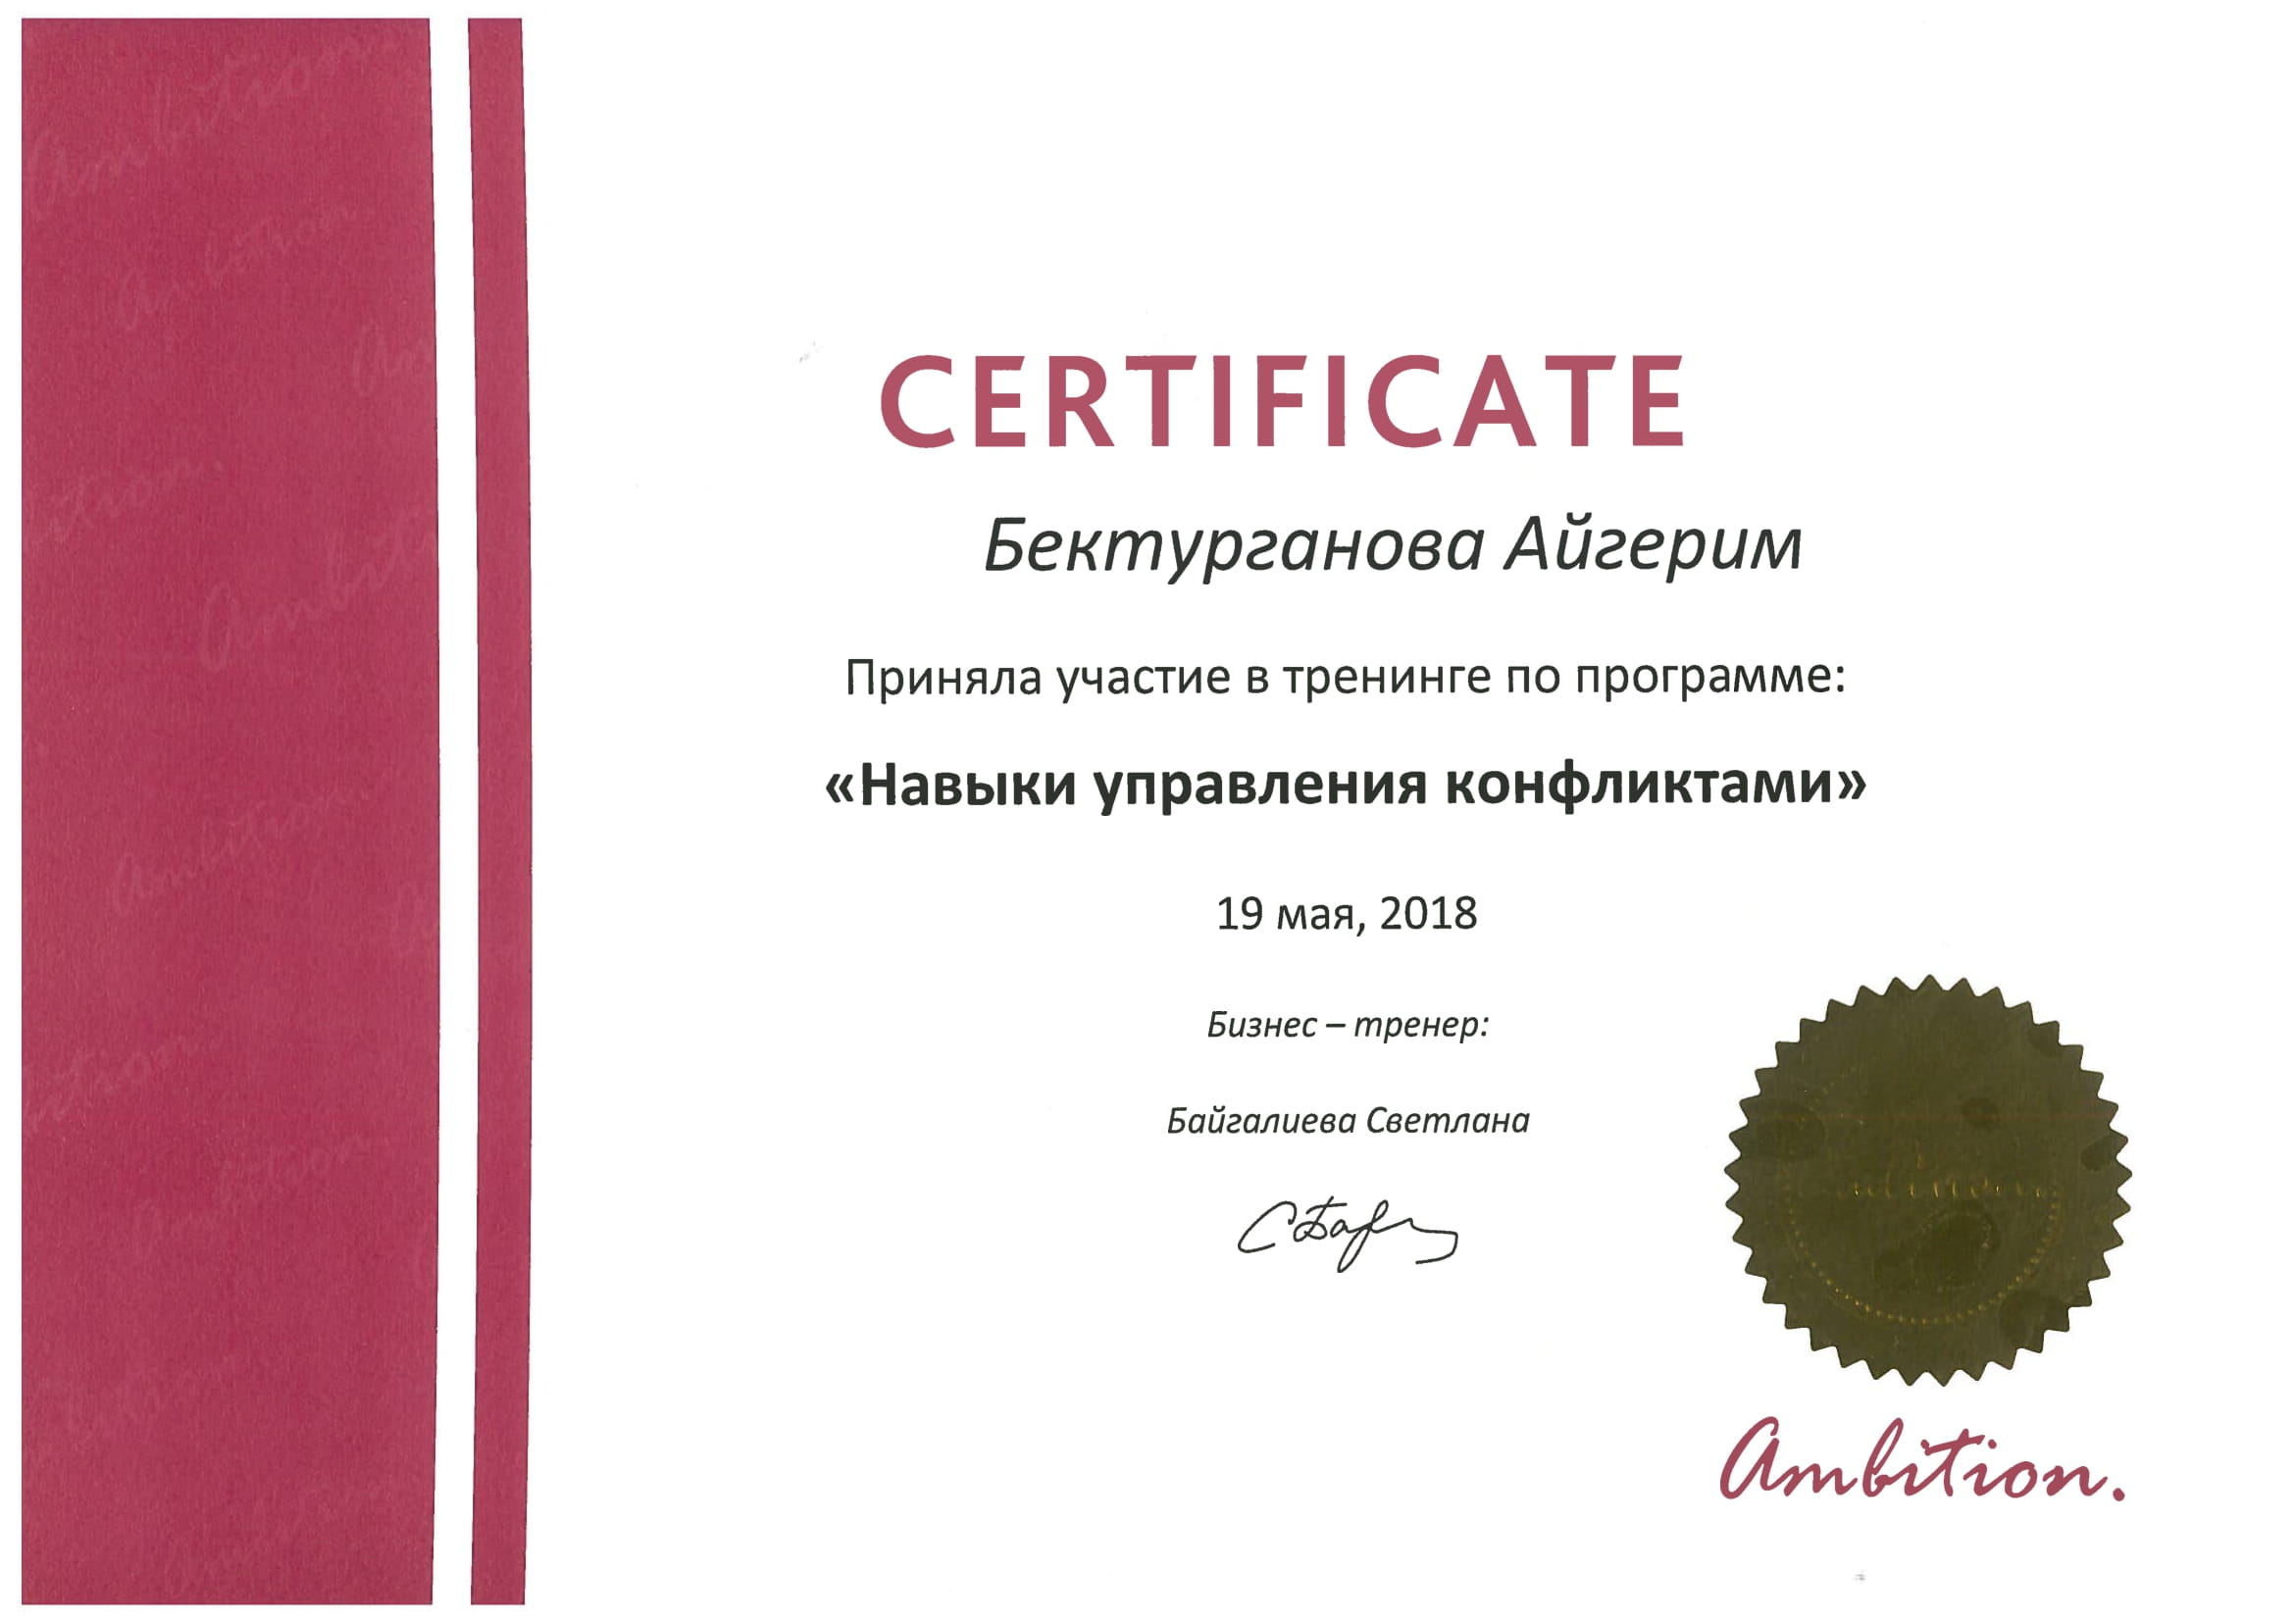 CERTIFICATE
Бектурганова Айгерим
Приняла участие в тренинге по программе:
«Навыки управления конфликтами»
19 мая, 2018
Бизнес – тренер:
Байгалиева Светлана
Ambition.